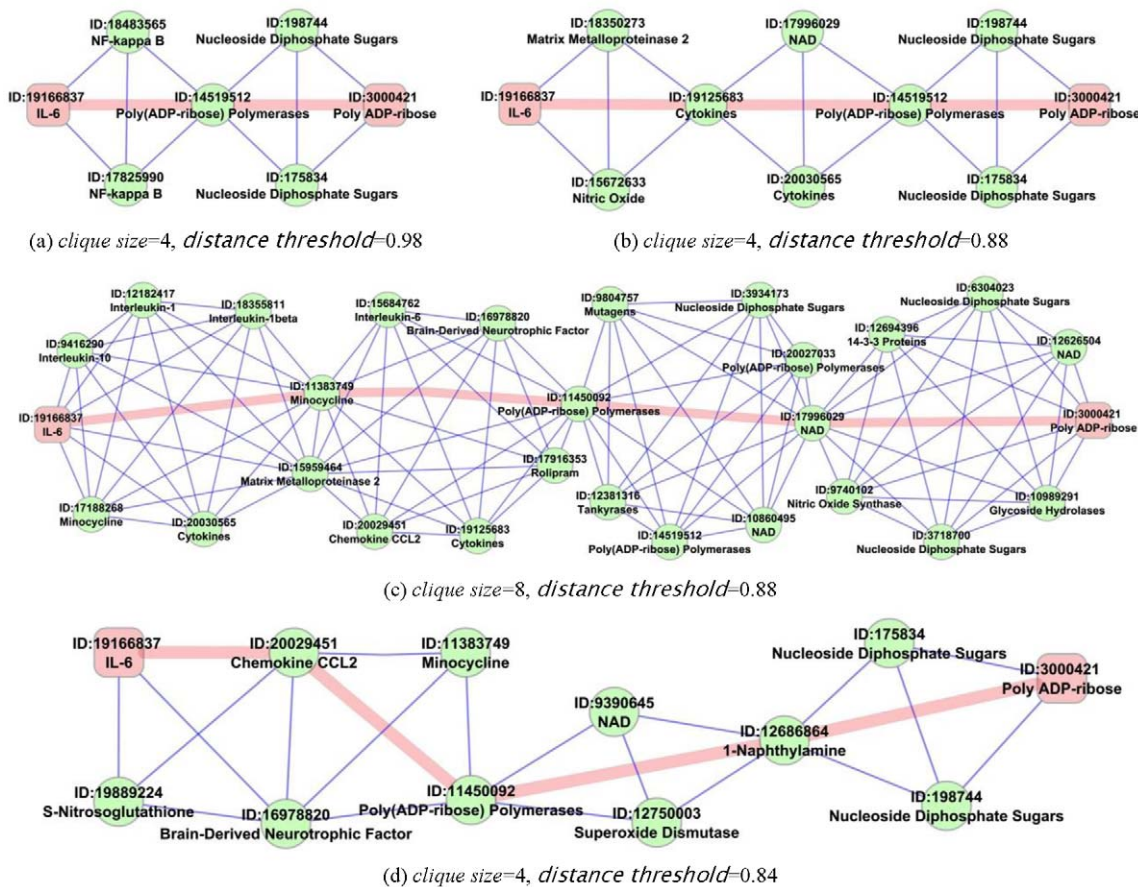 ID:18483565
NF-kappa B
ID:198744
Nucleoside Diphosphate Sugars
ID:19166837
IL-6
ID:14519512
Poly(ADP-ribose) Polymerases
ID:3000421
Poly ADP-ribose
ID:17825990
NF-kappa B
ID:175834
Nucleoside Diphosphate Sugars
(a) clique size=4, distance threshold=0.98
ID:18350273
Matrix Metalloproteinase 2
ID:17996029
NAD
ID:198744
Nucleoside Diphosphate Sugars
ID:19166837
IL-6
ID:19125683
Cytokines
ID:14519512
Poly(ADP-ribose) Polymerases
ID:3000421
Poly ADP-ribose
ID:15672633
Nitric Oxide
ID:20030565
Cytokines
ID:175834
Nucleoside Diphosphate Sugars
(b) clique size=4, distance threshold=0.88
ID:12182417
Interleukin-1
ID:18355811
Interleukin-1beta
ID:15684762
Interleukin-6
ID:16978820
Brain-Derived Neurotrophic Factor
ID:9804757
Mutagens
ID:3934173
Nucleoside Diphosphate Sugars
ID:6304023
Nucleoside Diphosphate Sugars
ID:9416290
Interleukin-10
ID:12694396
14-3-3 Proteins
ID:12626504
NAD
ID:20027033
Poly(ADP-ribose) Polymerases
ID:11383749
Minocycline
ID:11450092
Poly(ADP-ribose) Polymerases
ID:19166837
IL-6
ID:17996029
NAD
ID:3000421
Poly ADP-ribose
ID:15959464
Matrix Metalloproteinase 2
ID:17916353
Rolipram
ID:12381316
Tankyrases
ID:9740102
Nitric Oxide Synthase
ID:10989291
Glycoside Hydrolases
ID:17188268
Minocycline
ID:20030565
Cytokines
ID:20029451
Chemokine CCL2
ID:19125683
Cytokines
ID:14519512
Poly(ADP-ribose) Polymerases
ID:10860495
NAD
ID:3718700
Nucleoside Diphosphate Sugars
(c) clique size=8, distance threshold=0.88
ID:19166837
IL-6
ID:20029451
Chemokine CCL2
ID:11383749
Minocycline
ID:175834
Nucleoside Diphosphate Sugars
ID:3000421
Poly ADP-ribose
ID:9390645
NAD
ID:12686864
1-Naphthylamine
ID:19889224
S-Nitrosoglutathione
ID:16978820
Brain-Derived Neurotrophic Factor
ID:11450092
Poly(ADP-ribose) Polymerases
ID:12750003
Superoxide Dismutase
ID:198744
Nucleoside Diphosphate Sugars
(d) clique size=4, distance threshold=0.84